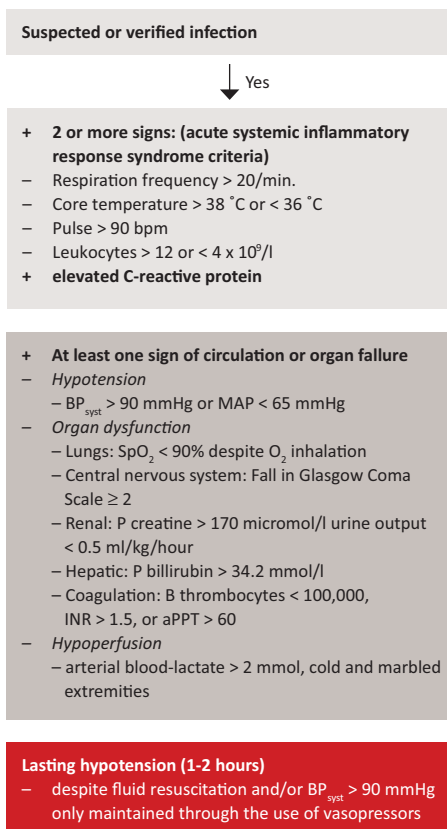 Suspected or verified infection
Yes
+ 2 or more signs: (acute systemic inflammatory
response syndrome criteria)
– Respiration frequency > 20/min.
– Core temperature > 38 ˚C or < 36 ˚C
– Pulse > 90 bpm
– Leukocytes > 12 or < 4 x 10⁹/l
+ elevated C-reactive protein
+ At least one sign of circulation or organ failure
– Hypotension
– BPsyst > 90 mmHg or MAP < 65 mmHg
– Organ dysfunction
– Lungs: SpO₂ < 90% despite O₂ inhalation
– Central nervous system: Fall in Glasgow Coma
Scale ≥ 2
– Renal: P creatine > 170 micromol/l urine output
< 0.5 ml/kg/hour
– Hepatic: P billirubin > 34.2 mmol/l
– Coagulation: B thrombocytes < 100,000,
INR > 1.5, or aPPT > 60
– Hypoperfusion
– arterial blood-lactate > 2 mmol, cold and marbled
extremities
Lasting hypotension (1-2 hours)
– despite fluid resuscitation and/or BPsyst > 90 mmHg
only maintained through the use of vasopressors